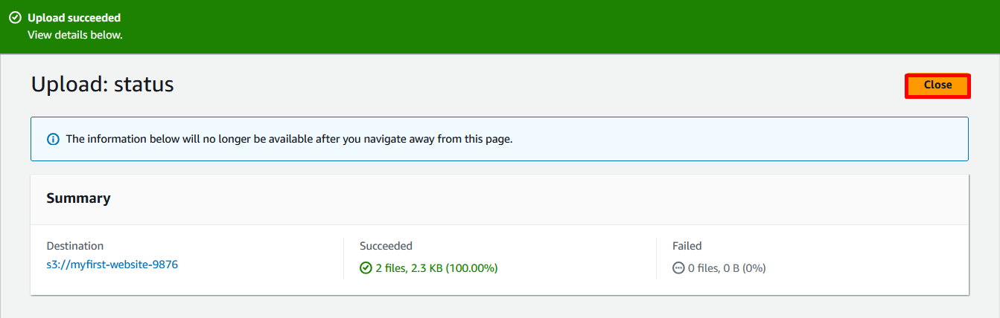 Upload succeeded
View details below.
Upload: status
Close
The information below will no longer be available after you navigate away from this page.
Summary
Destination
s3://myfirst-website-9876
Succeeded
2 files, 2.3 KB (100.00%)
Failed
0 files, 0 B (0%)